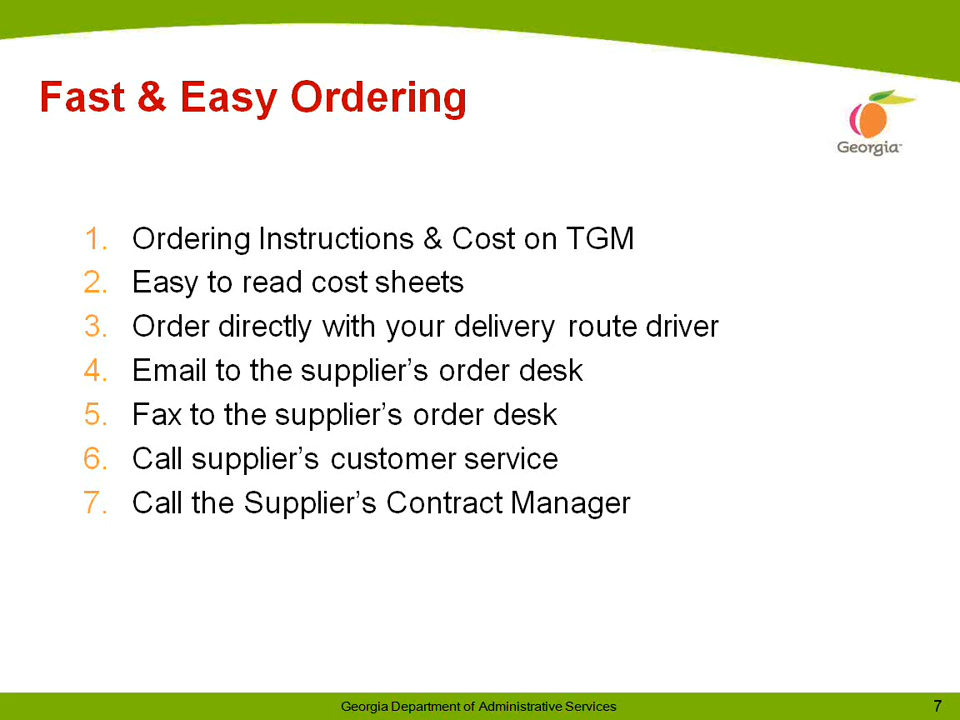 Fast & Easy Ordering
Georgia™
1. Ordering Instructions & Cost on TGM
2. Easy to read cost sheets
3. Order directly with your delivery route driver
4. Email to the supplier’s order desk
5. Fax to the supplier’s order desk
6. Call supplier’s customer service
7. Call the Supplier’s Contract Manager
Georgia Department of Administrative Services 7